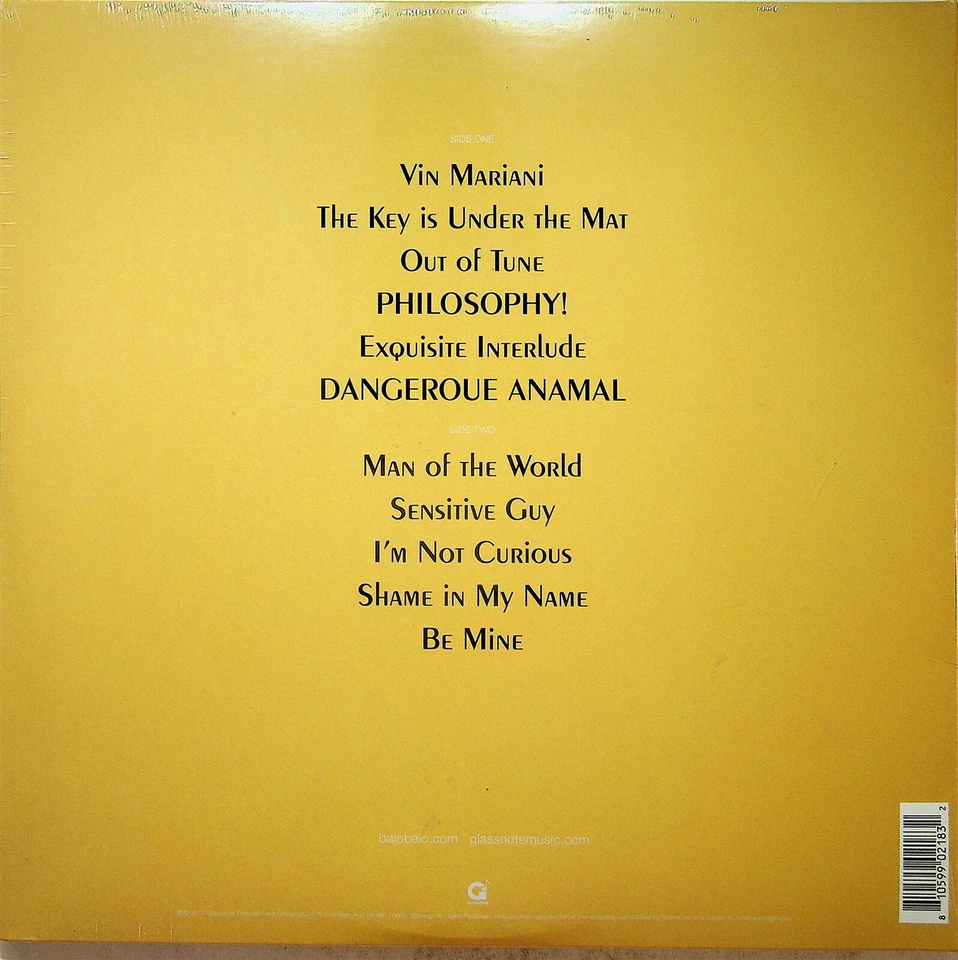 SIDE ONE
Vin Mariani
The Key is Under the Mat
Out of Tune
PHILOSOPHY!
Exquisite Interlude
DANGEROUE ANAMAL
SIDE TWO
Man of the World
Sensitive Guy
I'm Not Curious
Shame in My Name
Be Mine
baiobaio.com glassnotemusic.com
8 10599 02183 2